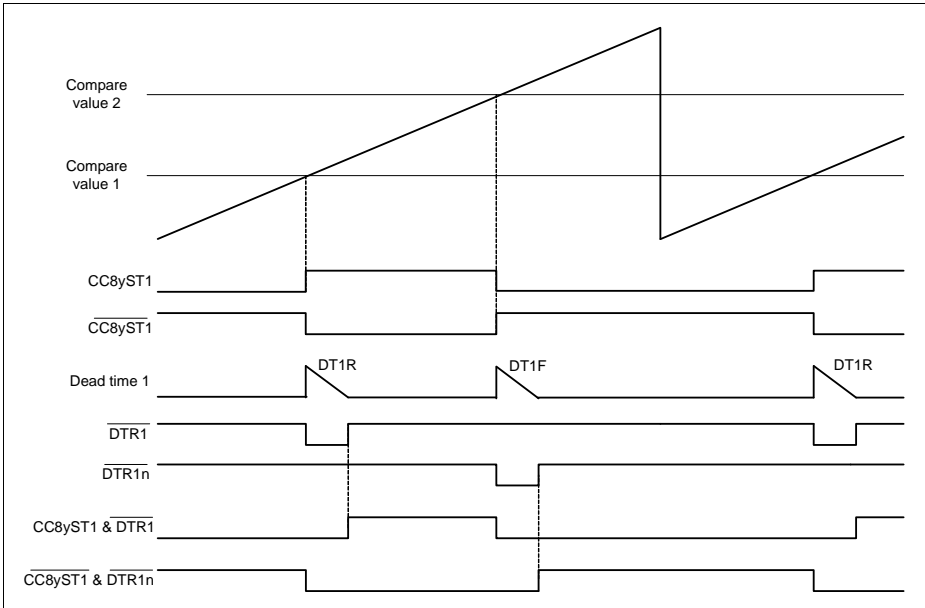 Compare
value 2
Compare
value 1
CC8yST1
CC8yST1
DT1R
DT1F
DT1R
Dead time 1
DTR1
DTR1n
CC8yST1 & DTR1
CC8yST1 & DTR1n